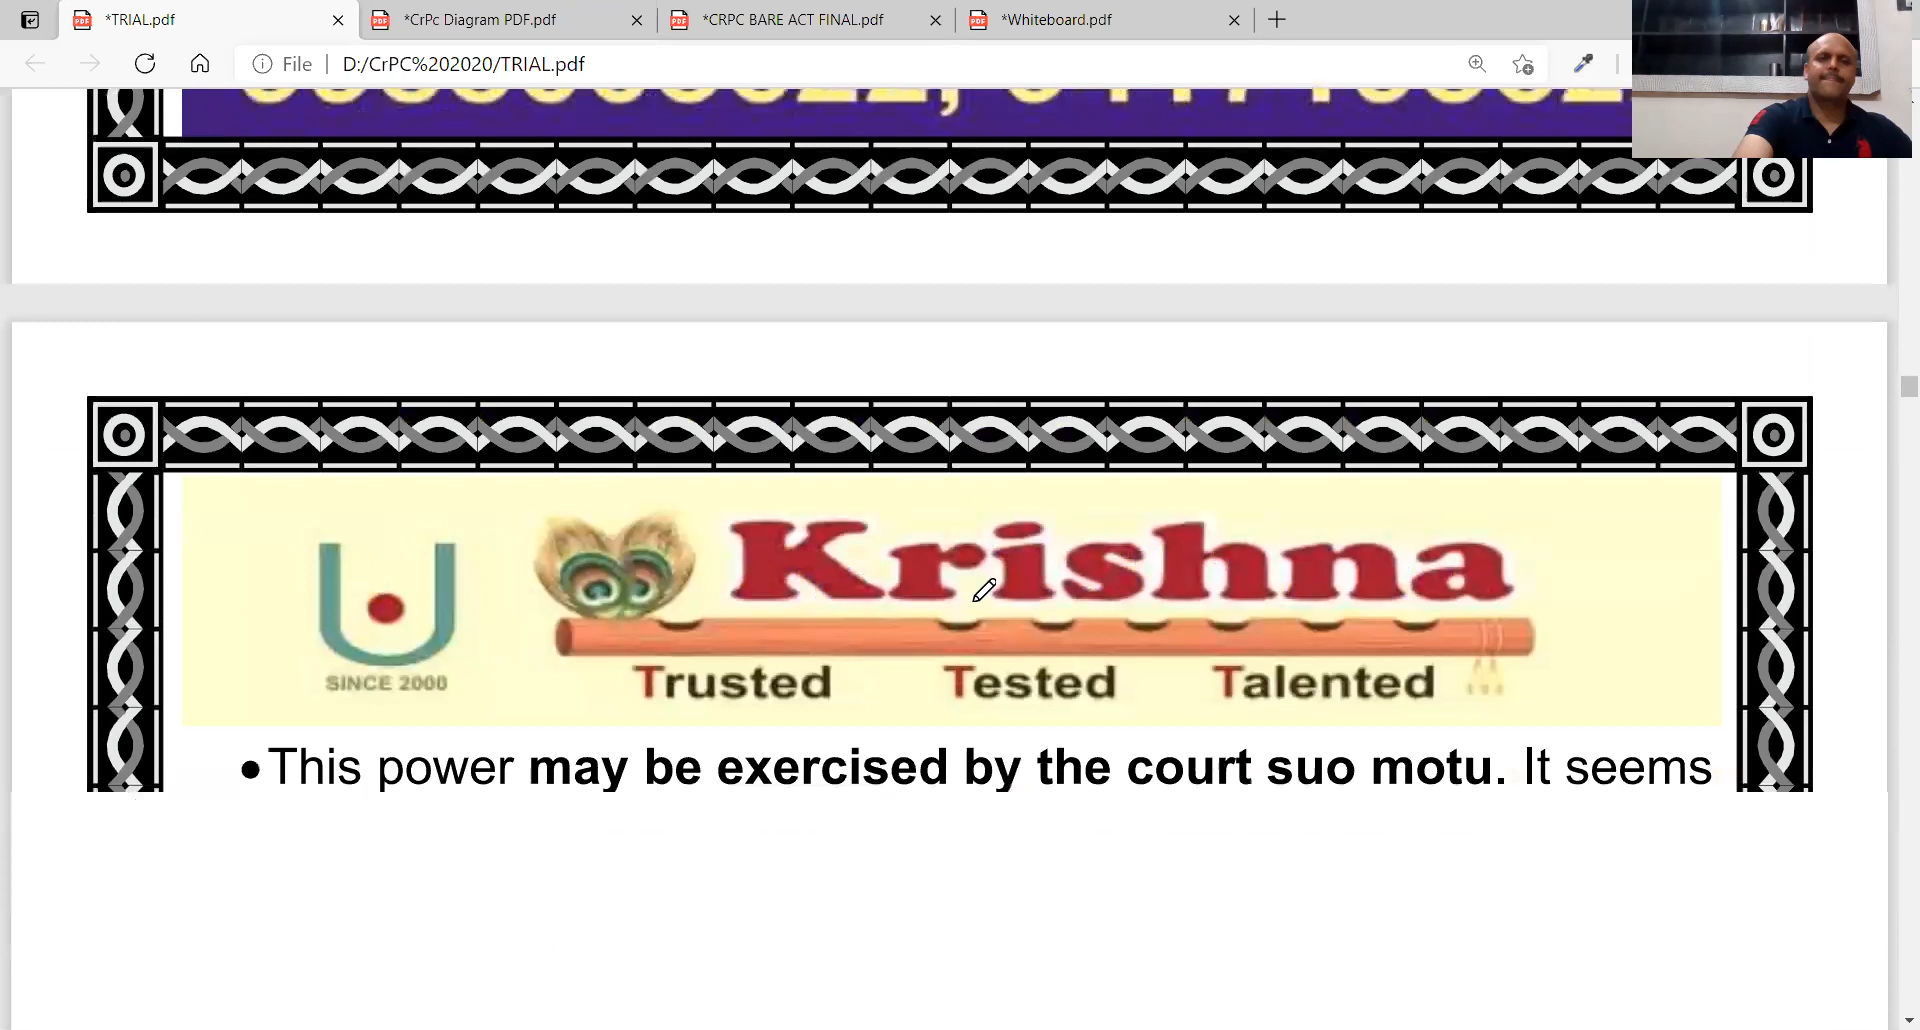 *TRIAL.pdf
*CrPc Diagram PDF.pdf
*CRPC BARE ACT FINAL.pdf
*Whiteboard.pdf
File
D:/CrPC%202020/TRIAL.pdf
Krishna
SINCE 2000
Trusted Tested Talented
•This power may be exercised by the court suo motu. It seems